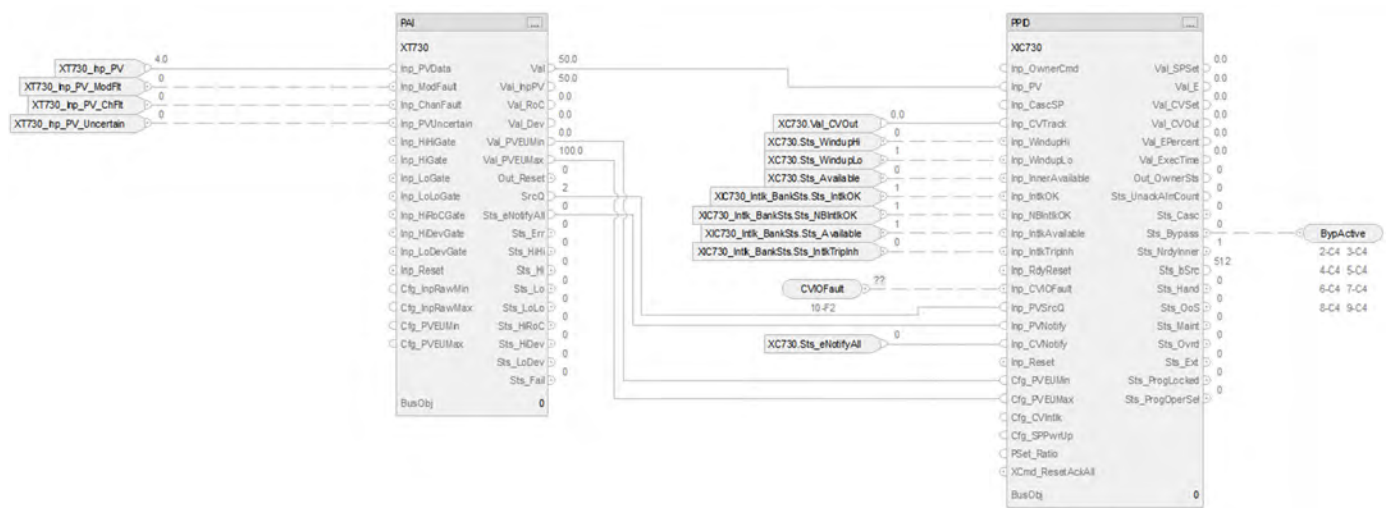 PAI
...
XT730
XT730_Inp_PV
4.0
XT730_Inp_PV_ModFlt
0
XT730_Inp_PV_ChFlt
0
XT730_Inp_PV_Uncertain
0
Inp_PVData
Inp_ModFault
Inp_ChanFault
Inp_PVUncertain
Inp_HiHiGate
Inp_HiGate
Inp_LoGate
Inp_LoLoGate
Inp_HiRoCGate
Inp_HiDevGate
Inp_LoDevGate
Inp_Reset
Cfg_InpRawMin
Cfg_InpRawMax
Cfg_PVEUMin
Cfg_PVEUMax
Val 50.0
Val_InpPV 50.0
Val_RoC 0.0
Val_Dev 0.0
Val_PVEUMin 0.0
Val_PVEUMax 100.0
Out_Reset 0
SrcQ 2
Sts_eNotifyAll 0
Sts_Err 0
Sts_HiHi 0
Sts_Hi 0
Sts_Lo 0
Sts_LoLo 0
Sts_HiRoC 0
Sts_HiDev 0
Sts_LoDev 0
Sts_Fail 0
BusObj 0
XC730.Val_CVOut
0.0
XC730.Sts_WindupHi
0
XC730.Sts_WindupLo
1
XC730.Sts_Available
0
XIC730_Intlk_BankSts.Sts_IntlkOK
1
XIC730_Intlk_BankSts.Sts_NBIntlkOK
1
XIC730_Intlk_BankSts.Sts_Available
1
XIC730_Intlk_BankSts.Sts_IntlkTripInh
0
CVIOFault
??
10-F2
XC730.Sts_eNotifyAll
0
PPID
...
XIC730
Inp_OwnerCmd
Inp_PV
Inp_CascSP
Inp_CVTrack
Inp_WindupHi
Inp_WindupLo
Inp_InnerAvailable
Inp_IntlkOK
Inp_NBIntlkOK
Inp_IntlkAvailable
Inp_IntlkTripInh
Inp_RdyReset
Inp_CVIOFault
Inp_PVSrcQ
Inp_PVNotify
Inp_CVNotify
Inp_Reset
Cfg_PVEUMin
Cfg_PVEUMax
Cfg_CVIntlk
Cfg_SPPwrUp
PSet_Ratio
XCmd_ResetAckAll
Val_SPSet 0.0
Val_E 0.0
Val_CVSet 0.0
Val_CVOut 0.0
Val_EPercent 0.0
Val_ExecTime 0.0
Out_OwnerSts 0
Sts_UnackAlmCount 0
Sts_Casc 0
Sts_Bypass 0
Sts_NrdyInner 1
Sts_bSrc 512
Sts_Hand 0
Sts_OoS 0
Sts_Maint 0
Sts_Ovrd 0
Sts_Ext 0
Sts_ProgLocked 0
Sts_ProgOperSel 0
BusObj 0
BypActive
2-C4 3-C4
4-C4 5-C4
6-C4 7-C4
8-C4 9-C4